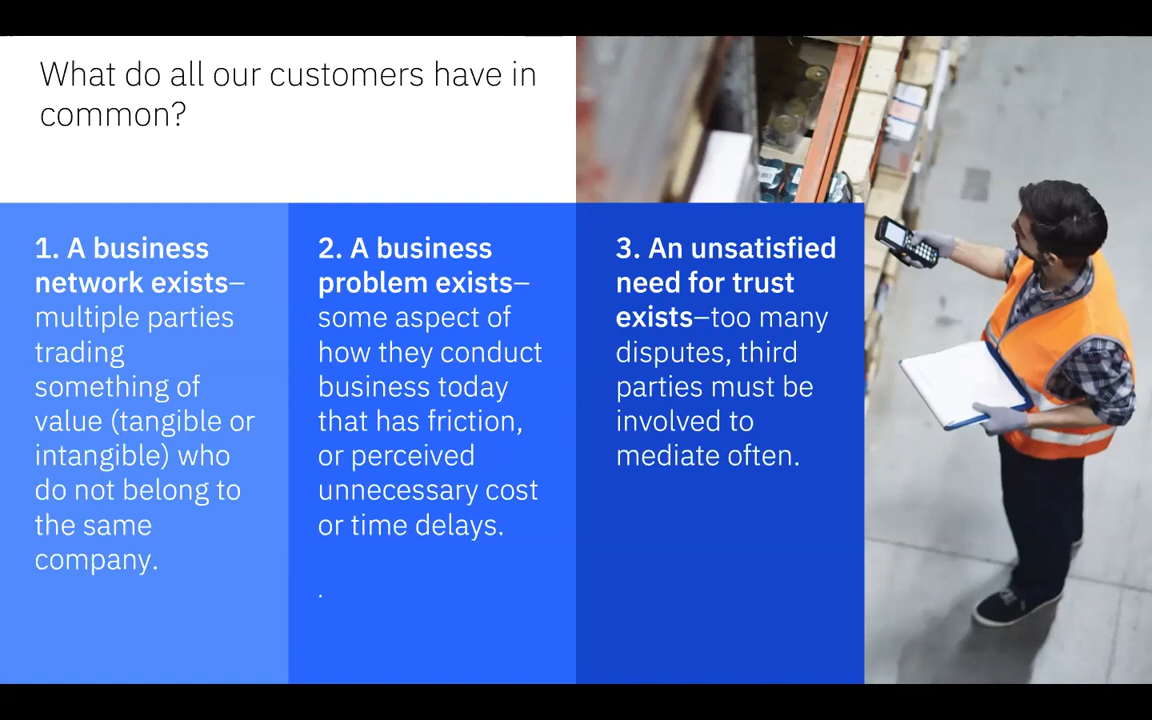 What do all our customers have in
common?
1. A business
network exists–
multiple parties
trading
something of
value (tangible or
intangible) who
do not belong to
the same
company.
2. A business
problem exists–
some aspect of
how they conduct
business today
that has friction,
or perceived
unnecessary cost
or time delays.
.
3. An unsatisfied
need for trust
exists–too many
disputes, third
parties must be
involved to
mediate often.